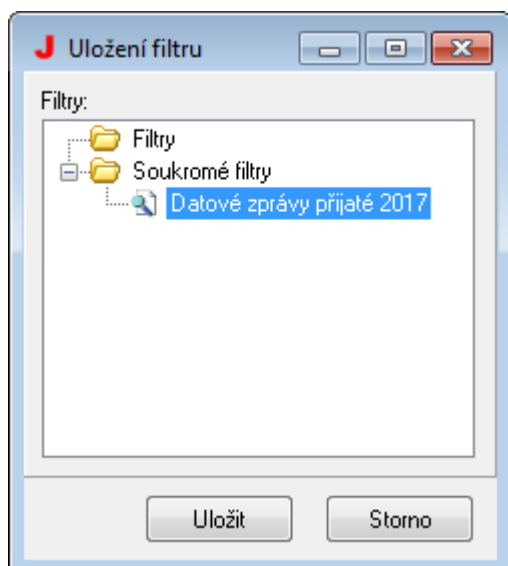 J Uložení filtru
Filtry:
Filtry
Soukromé filtry
Datové zprávy přijaté 2017
Uložit Storno